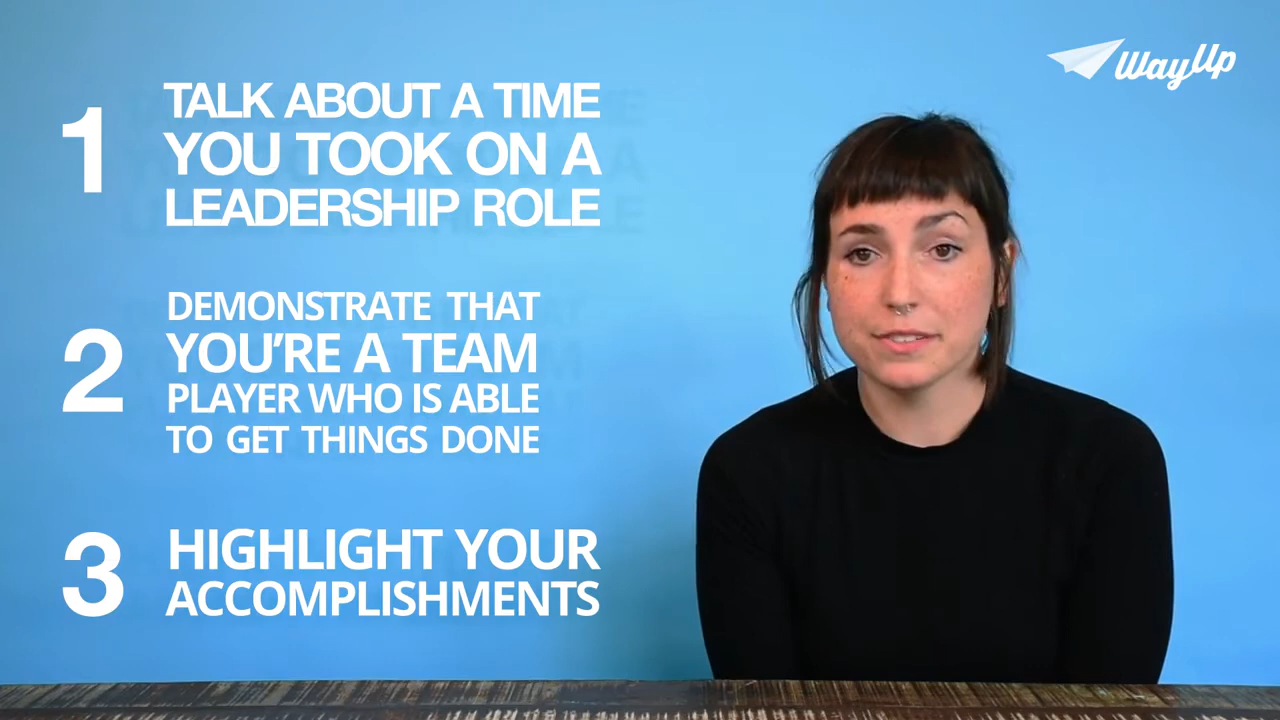 WayUp
1
TALK ABOUT A TIME
YOU TOOK ON A
LEADERSHIP ROLE
2
DEMONSTRATE THAT
YOU'RE A TEAM
PLAYER WHO IS ABLE
TO GET THINGS DONE
3
HIGHLIGHT YOUR
ACCOMPLISHMENTS